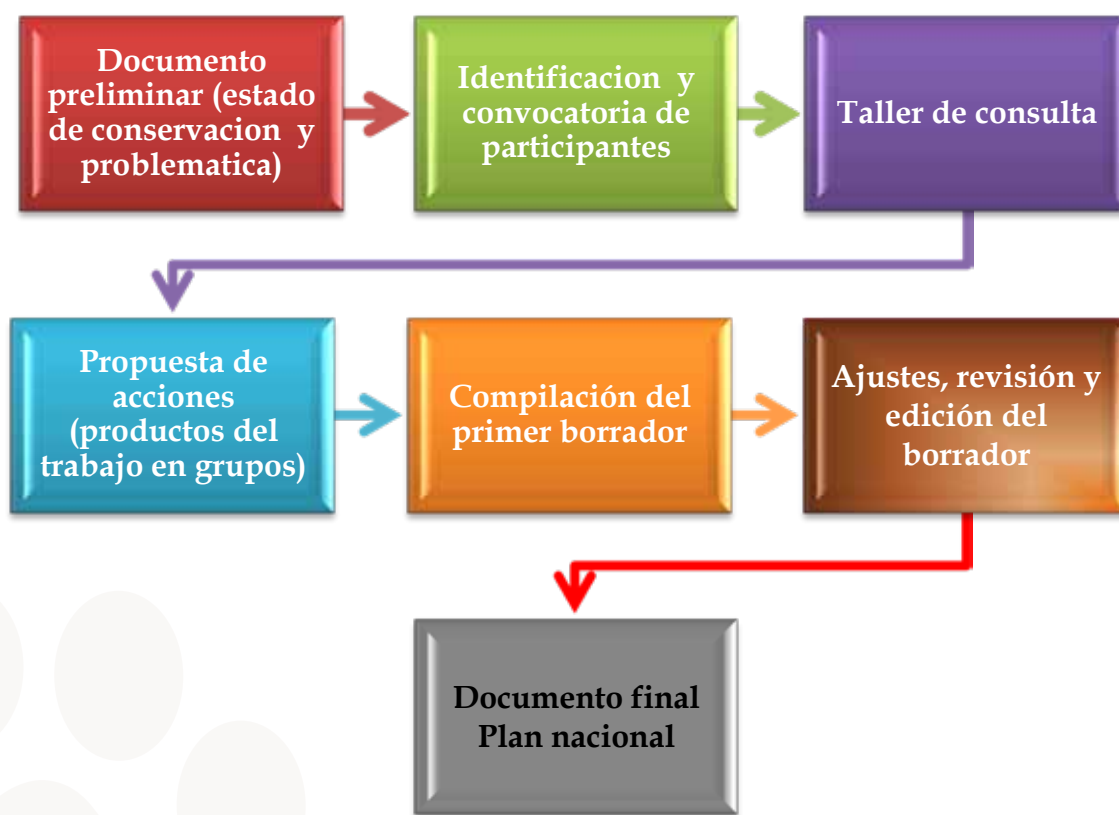 Documento
preliminar (estado
de conservacion y
problematica)
Identificacion y
convocatoria de
participantes
Taller de consulta
Propuesta de
acciones
(productos del
trabajo en grupos)
Compilación del
primer borrador
Ajustes, revisión y
edición del
borrador
Documento final
Plan nacional